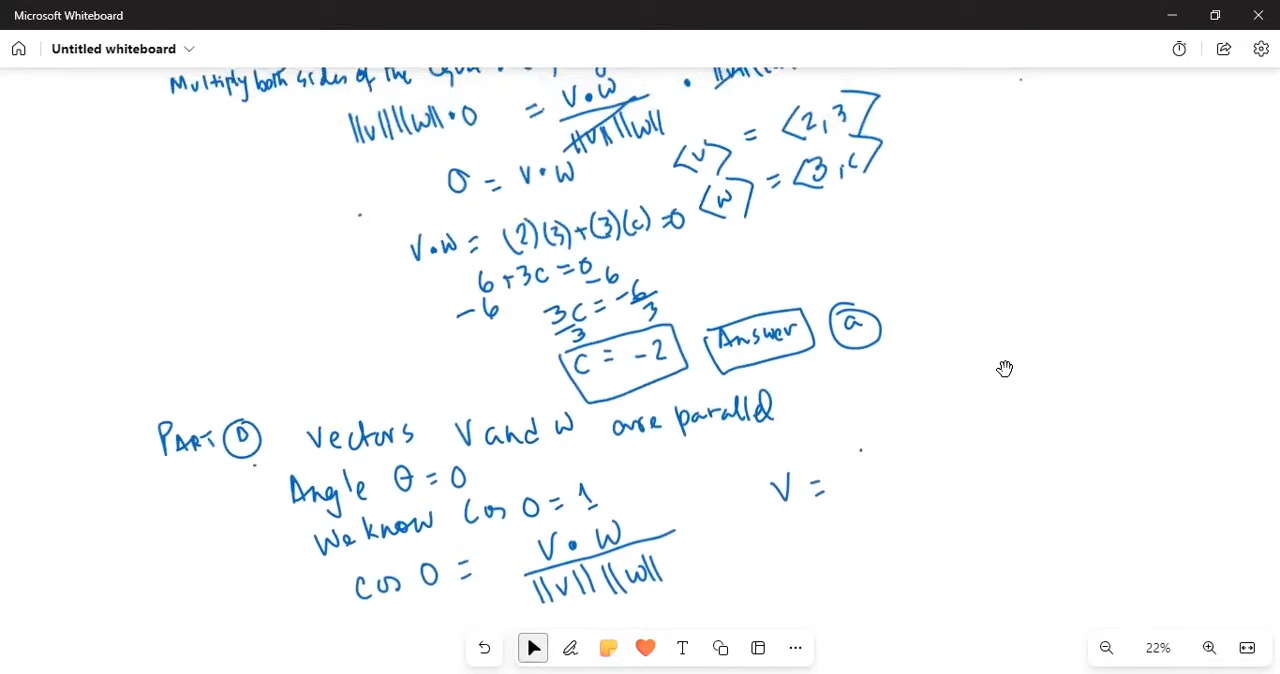 Microsoft Whiteboard
Untitled whiteboard
Multiply both sides of the
||v|| ||w|| • 0 = V • W / ||v|| ||w|| •
0 = V • W
<v> = <2, 3>
<w> = <3, c>
V • W = (2)(3) + (3)(c) = 0
6 + 3c = 0
-6 -6
3c = -6
3 3
c = -2 Answer a
PART b Vectors V and W are parallel
Angle θ = 0
We know cos 0 = 1
V =
cos 0 = V • W / ||v|| ||w||
22%